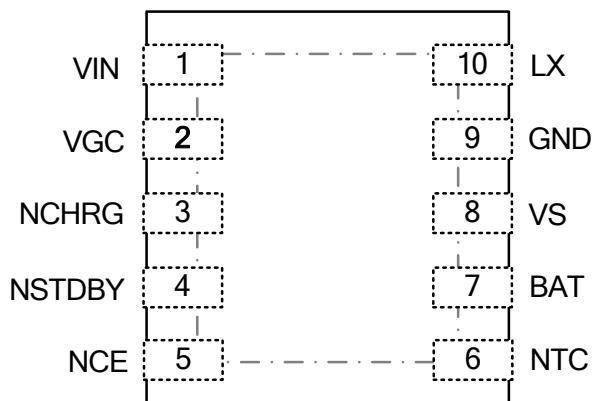 VIN 1 10 LX
VGC 2 9 GND
NCHRG 3 8 VS
NSTDBY 4 7 BAT
NCE 5 6 NTC